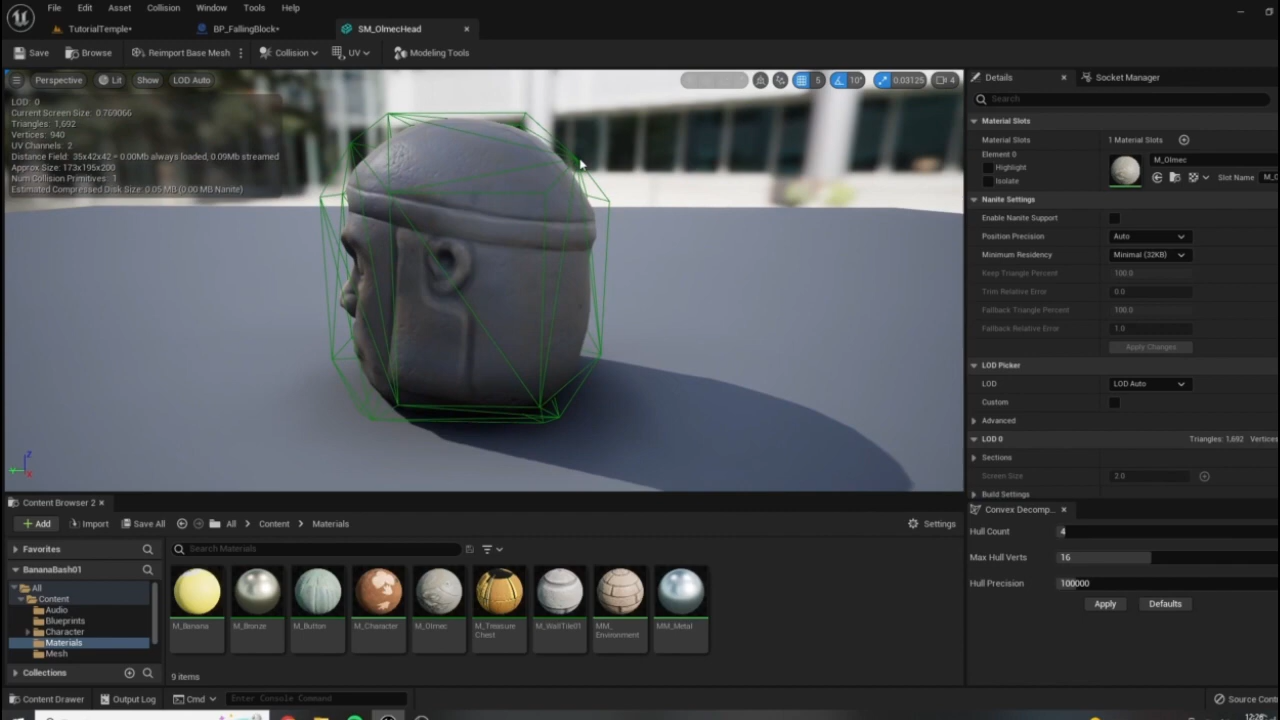 File Edit Asset Collision Window Tools Help
TutorialTemple* BP_FallingBlock* SM_OlmecHead
Save Browse Reimport Base Mesh Collision UV Modeling Tools
Perspective Lit Show LOD Auto 5 10° 0.03125 4
LOD: 0
Current Screen Size: 0.769066
Triangles: 1,692
Vertices: 940
UV Channels: 2
Distance Field: 35x42x42 = 0.00Mb always loaded, 0.09Mb streamed
Approx Size: 173x195x200
Num Collision Primitives: 1
Estimated Compressed Disk Size: 0.05 MB (0.00 MB Nanite)
Z
Y
X
Details Socket Manager
Search
Material Slots
Material Slots 1 Material Slots
Element 0 M_Olmec
Highlight
Isolate Slot Name
Nanite Settings
Enable Nanite Support
Position Precision Auto
Minimum Residency Minimal (32KB)
Keep Triangle Percent 100.0
Trim Relative Error 0.0
Fallback Triangle Percent 100.0
Fallback Relative Error 1.0
Apply Changes
LOD Picker
LOD LOD Auto
Custom
Advanced
LOD 0 Triangles: 1,692 Vertices
Sections
Screen Size 2.0
Build Settings
Convex Decomp...
Hull Count 4
Max Hull Verts 16
Hull Precision 100000
Apply Defaults
Content Browser 2
Add Import Save All All > Content > Materials Settings
Favorites
Search Materials
BananaBash01
All
Content
Audio
Blueprints
Character
Materials
Mesh
Collections
M_Banana M_Bronze M_Button M_Character M_Olmec M_Treasure Chest M_WallTile01 MM_Environment MM_Metal
9 items
Content Drawer Output Log Cmd Enter Console Command Source Cont